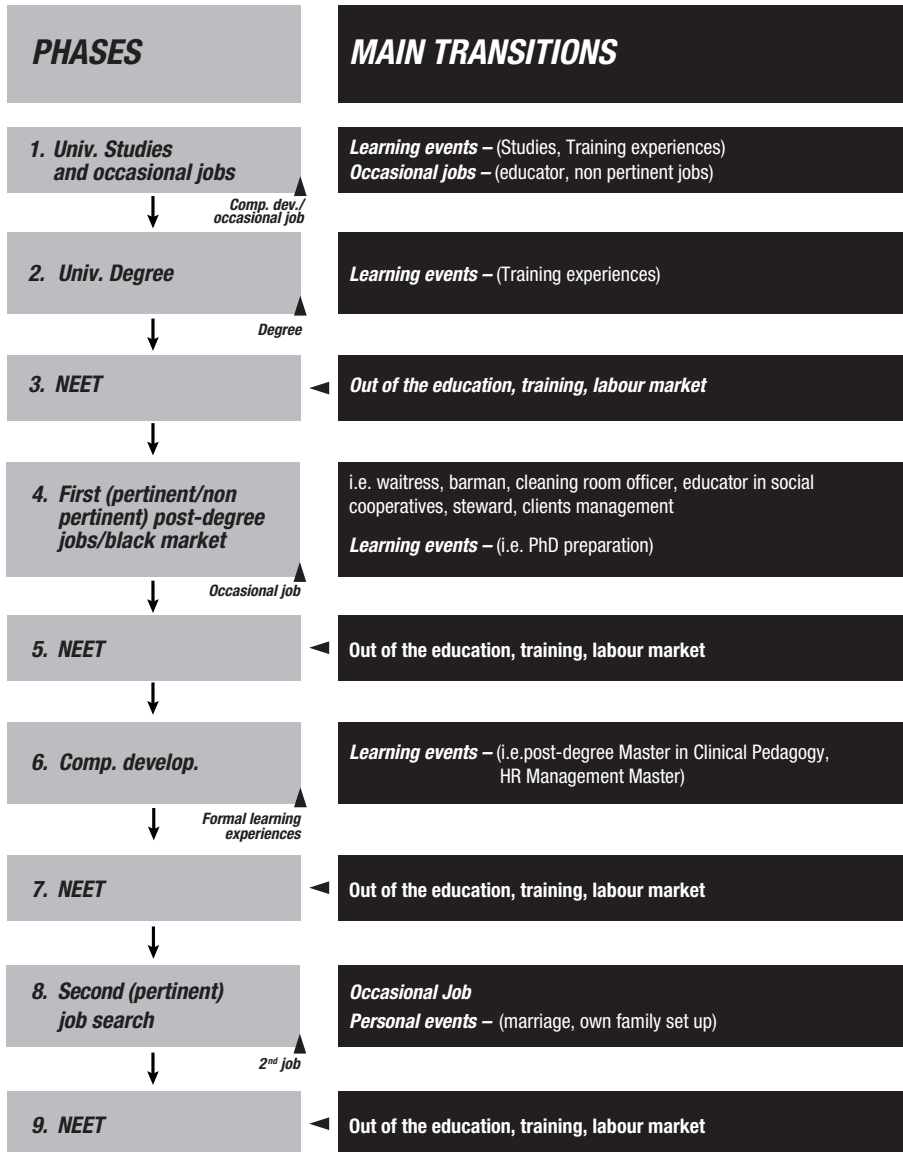 PHASES
MAIN TRANSITIONS
1. Univ. Studies
and occasional jobs
Learning events – (Studies, Training experiences)
Occasional jobs – (educator, non pertinent jobs)
Comp. dev./
occasional job
2. Univ. Degree
Learning events – (Training experiences)
Degree
3. NEET
Out of the education, training, labour market
4. First (pertinent/non
pertinent) post-degree
jobs/black market
i.e. waitress, barman, cleaning room officer, educator in social
cooperatives, steward, clients management
Learning events – (i.e. PhD preparation)
Occasional job
5. NEET
Out of the education, training, labour market
6. Comp. develop.
Learning events – (i.e.post-degree Master in Clinical Pedagogy,
HR Management Master)
Formal learning
experiences
7. NEET
Out of the education, training, labour market
8. Second (pertinent)
job search
Occasional Job
Personal events – (marriage, own family set up)
2nd job
9. NEET
Out of the education, training, labour market